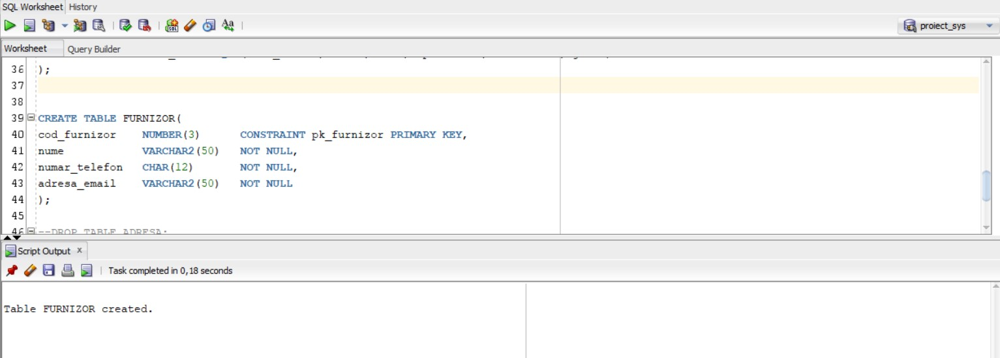 SQL Worksheet History
SQL Aa
proiect_sys
Worksheet Query Builder
36 );
37
38
39 CREATE TABLE FURNIZOR(
40 cod_furnizor NUMBER(3) CONSTRAINT pk_furnizor PRIMARY KEY,
41 nume VARCHAR2(50) NOT NULL,
42 numar_telefon CHAR(12) NOT NULL,
43 adresa_email VARCHAR2(50) NOT NULL
44 );
45
46 --DROP TABLE ADRESA;
Script Output x
Task completed in 0,18 seconds
Table FURNIZOR created.